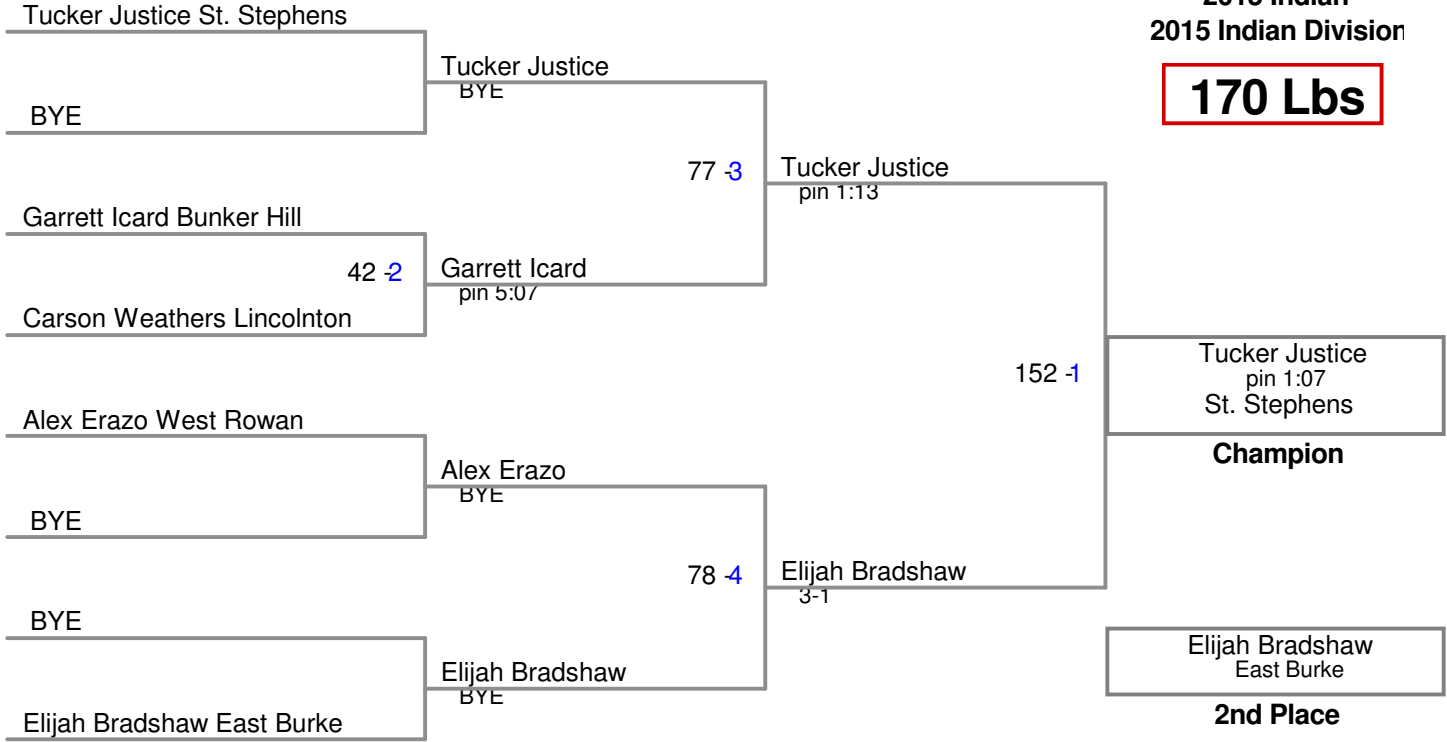 2015 Indian
2015 Indian Division
170 Lbs
Tucker Justice St. Stephens
BYE
Tucker Justice
BYE
Garrett Icard Bunker Hill
Carson Weathers Lincolnton
42 -2
Garrett Icard
pin 5:07
77 -3
Tucker Justice
pin 1:13
Alex Erazo West Rowan
BYE
Alex Erazo
BYE
BYE
Elijah Bradshaw East Burke
Elijah Bradshaw
BYE
78 -4
Elijah Bradshaw
3-1
152 -1
Tucker Justice
pin 1:07
St. Stephens
Champion
Elijah Bradshaw
East Burke
2nd Place